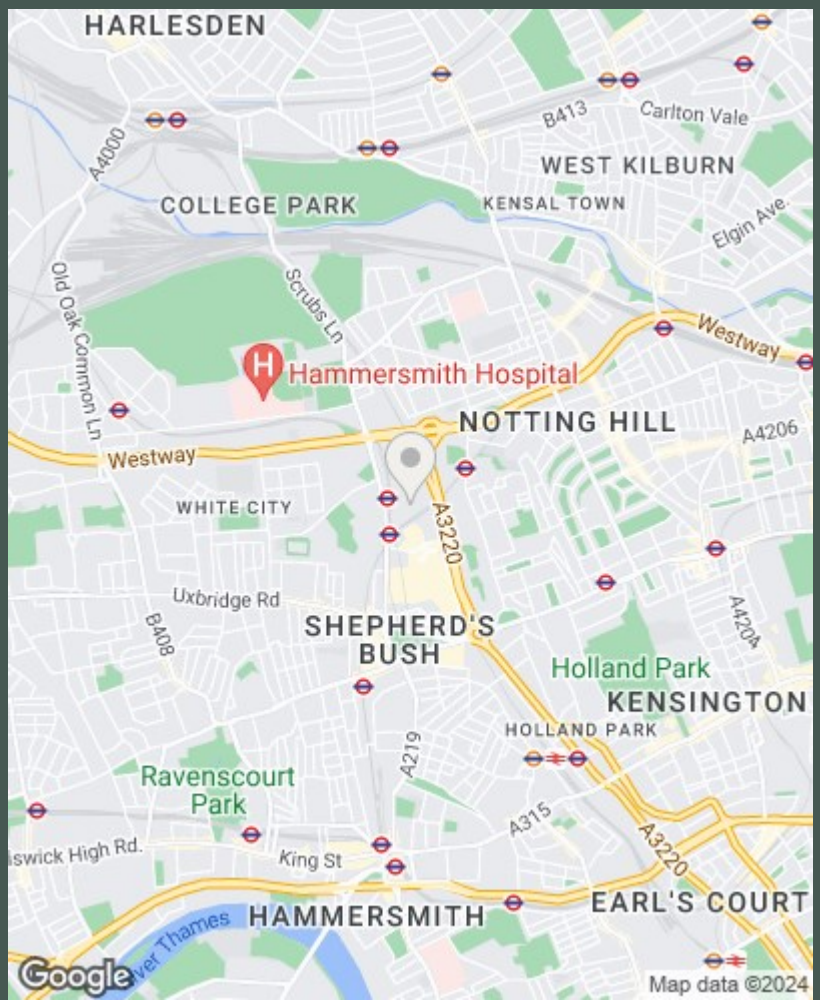 HARLESDEN
Carlton Vale
B413
A4000
WEST KILBURN
COLLEGE PARK
KENSAL TOWN
Elgin Ave.
Old Oak Common Ln
Scrubs Ln
Westway
H
Hammersmith Hospital
NOTTING HILL
A4206
Westway
WHITE CITY
A3220
Uxbridge Rd
B408
SHEPHERD'S
BUSH
A4204
Holland Park
KENSINGTON
HOLLAND PARK
A219
Ravenscourt
Park
A315
A3220
iswick High Rd.
King St
EARL'S COURT
HAMMERSMITH
ver Thames
Google
Map data ©2024